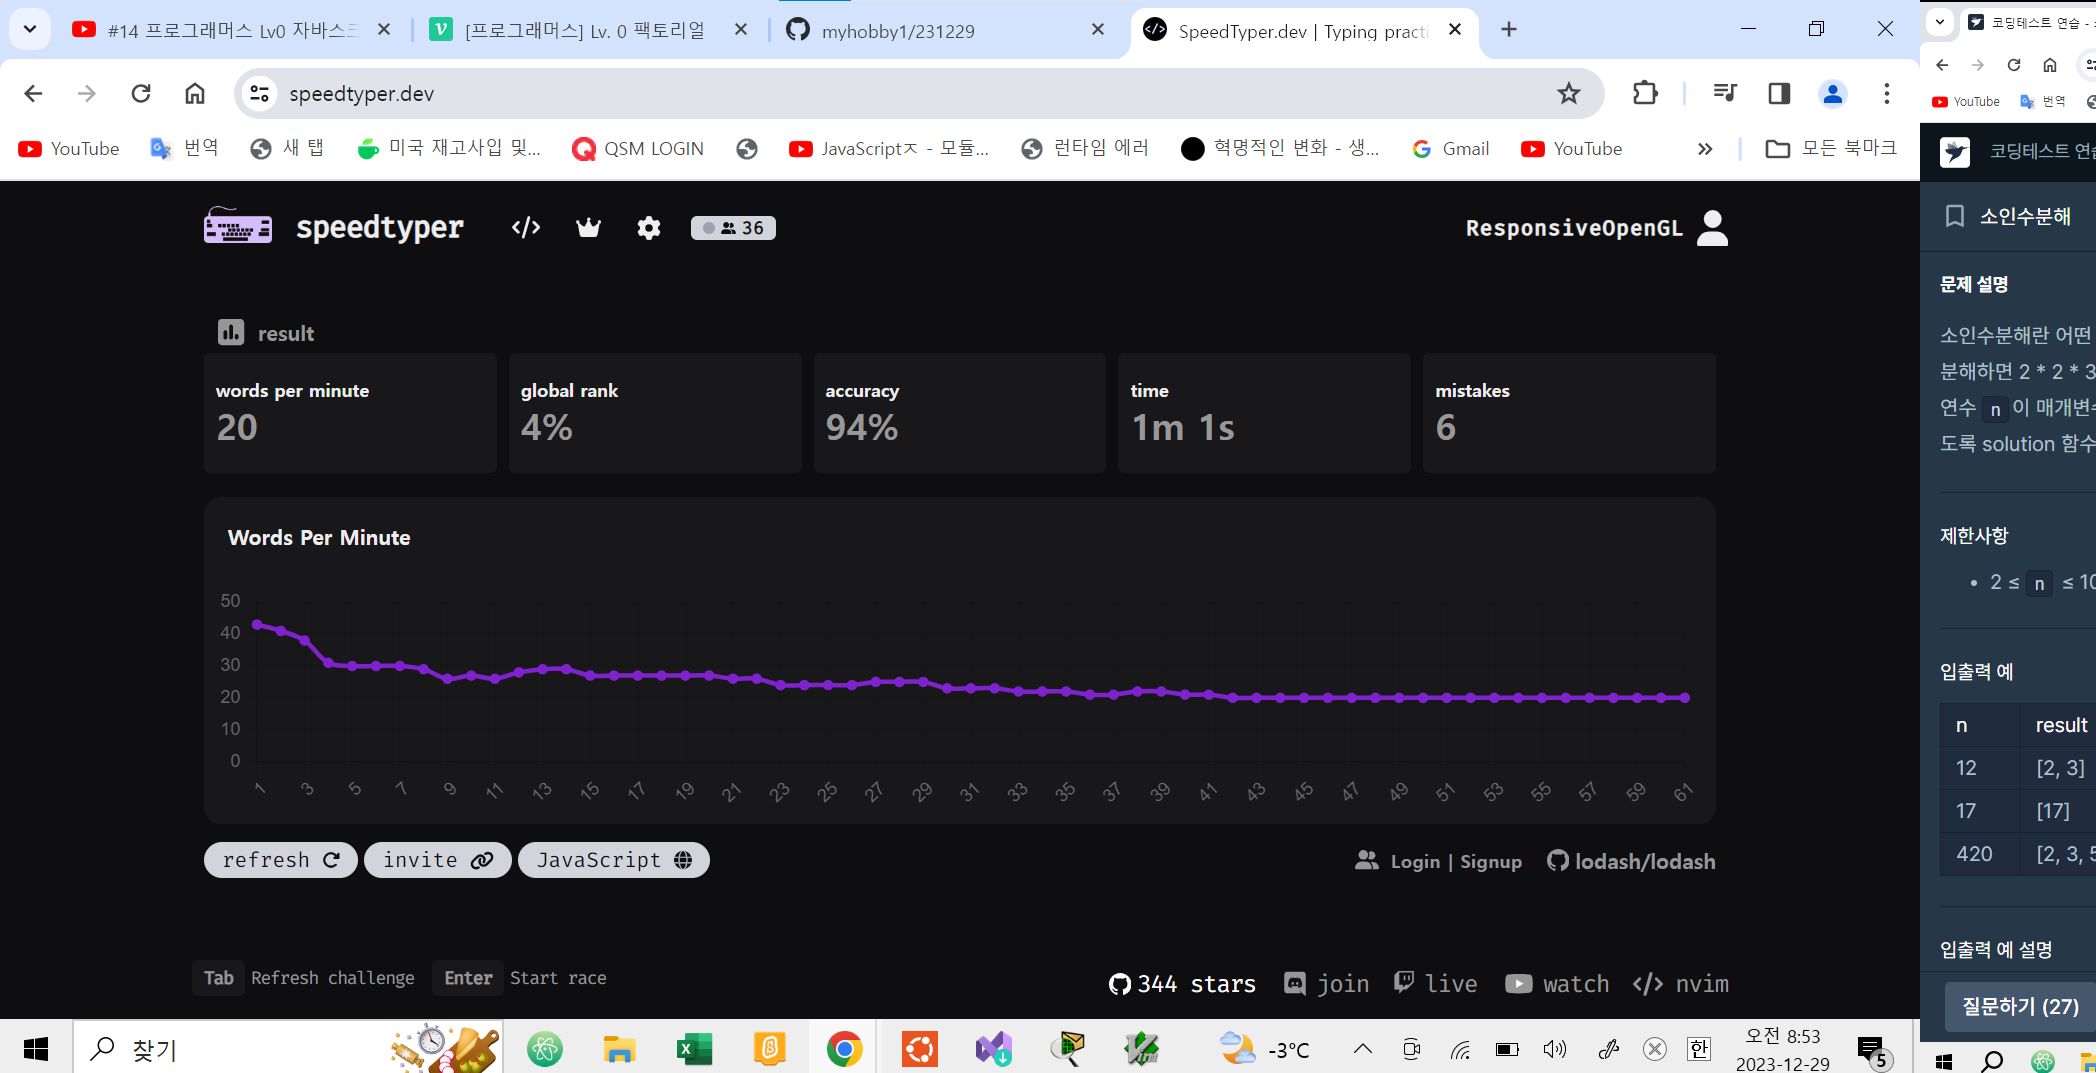 #14 프로그래머스 Lv0 자바스크
[프로그래머스] Lv. 0 팩토리얼
myhobby1/231229
SpeedTyper.dev | Typing practi
코딩테스트 연습 -
speedtyper.dev
YouTube
번역
새 탭
미국 재고사입 및...
QSM LOGIN
JavaScriptㅈ - 모듈...
런타임 에러
혁명적인 변화 - 생...
Gmail
YouTube
모든 북마크
YouTube
번역
speedtyper
36
ResponsiveOpenGL
result
words per minute
20
global rank
4%
accuracy
94%
time
1m 1s
mistakes
6
Words Per Minute
50
40
30
20
10
0
1 3 5 7 9 11 13 15 17 19 21 23 25 27 29 31 33 35 37 39 41 43 45 47 49 51 53 55 57 59 61
refresh
invite
JavaScript
Login | Signup
lodash/lodash
Tab Refresh challenge
Enter Start race
344 stars
join
live
watch
nvim
코딩테스트 연습
소인수분해
문제 설명
소인수분해란 어떤
분해하면 2 * 2 * 3
연수 n 이 매개변수
도록 solution 함수
제한사항
• 2 ≤ n ≤ 10
입출력 예
n result
12 [2, 3]
17 [17]
420 [2, 3, 5
입출력 예 설명
질문하기 (27)
찾기
-3°C
한
오전 8:53
2023-12-29
5